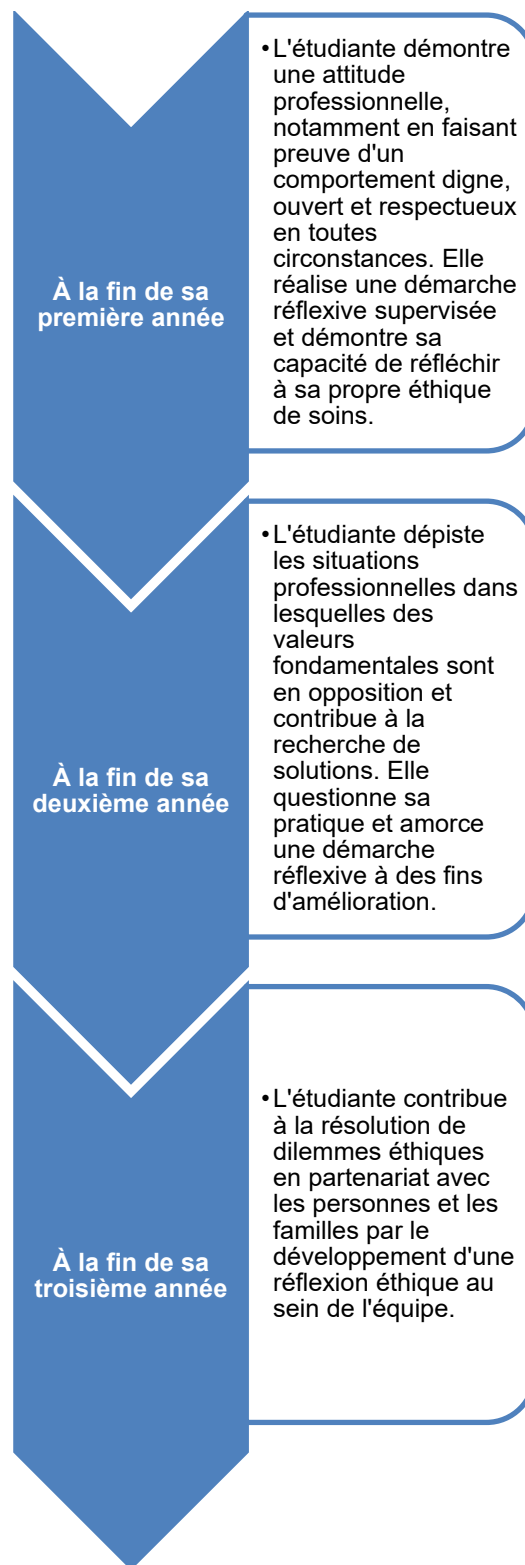 À la fin de sa
première année
•L'étudiante démontre
une attitude
professionnelle,
notamment en faisant
preuve d'un
comportement digne,
ouvert et respectueux
en toutes
circonstances. Elle
réalise une démarche
réflexive supervisée
et démontre sa
capacité de réfléchir
à sa propre éthique
de soins.
À la fin de sa
deuxième année
•L'étudiante dépiste
les situations
professionnelles dans
lesquelles des
valeurs
fondamentales sont
en opposition et
contribue à la
recherche de
solutions. Elle
questionne sa
pratique et amorce
une démarche
réflexive à des fins
d'amélioration.
À la fin de sa
troisième année
•L'étudiante contribue
à la résolution de
dilemmes éthiques
en partenariat avec
les personnes et les
familles par le
développement d'une
réflexion éthique au
sein de l'équipe.